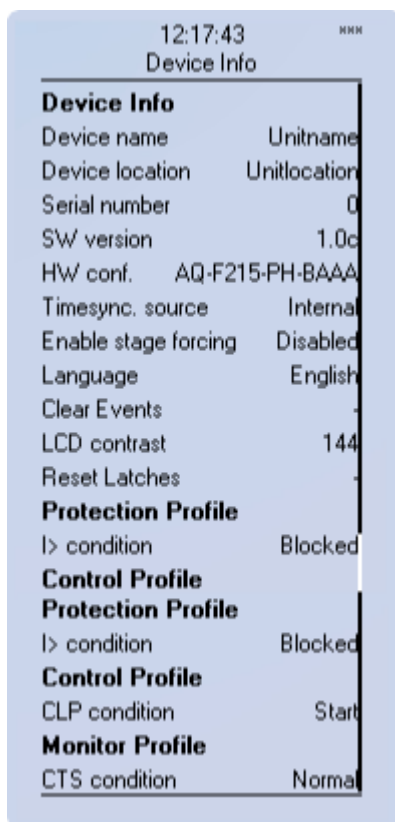 12:17:43
Device Info
Device Info
Device name Unitname
Device location Unitlocation
Serial number 0
SW version 1.0c
HW conf. AQ-F215-PH-BAAA
Timesync. source Internal
Enable stage forcing Disabled
Language English
Clear Events -
LCD contrast 144
Reset Latches -
Protection Profile
I> condition Blocked
Control Profile
Protection Profile
I> condition Blocked
Control Profile
CLP condition Start
Monitor Profile
CTS condition Normal